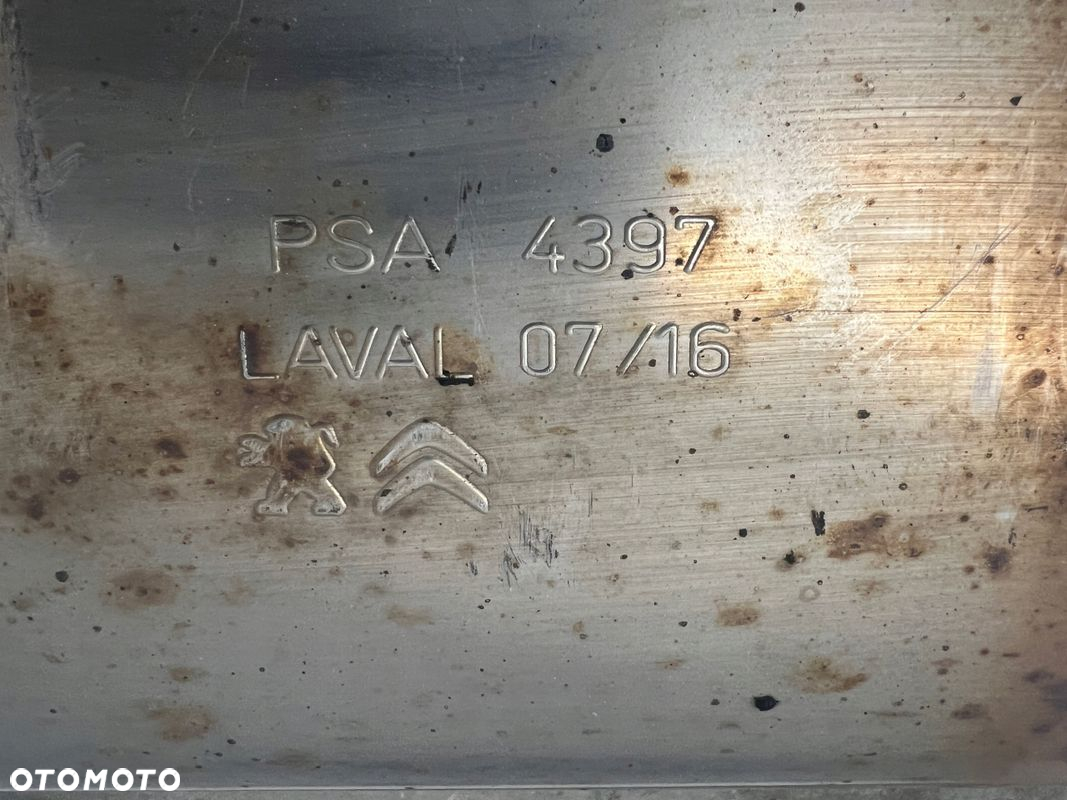 PSA 4397
LAVAL 07/16
OTOMOTO